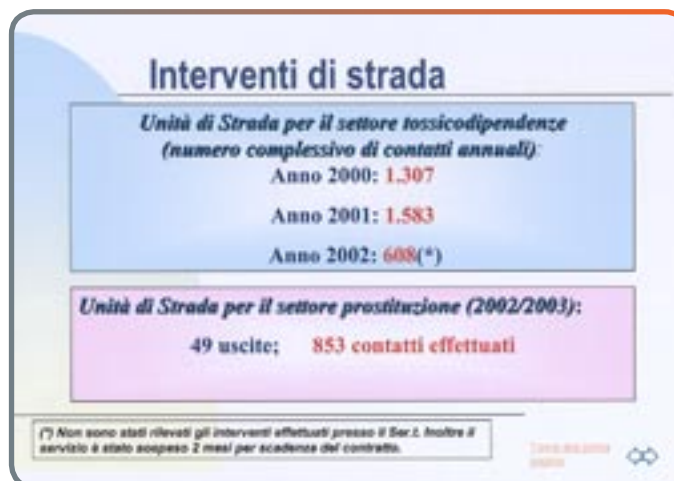 Interventi di strada
Unità di Strada per il settore tossicodipendenze
(numero complessivo di contatti annuali):
Anno 2000: 1.307
Anno 2001: 1.583
Anno 2002: 608(*)
Unità di Strada per il settore prostituzione (2002/2003):
49 uscite; 853 contatti effettuati
(*) Non sono stati rilevati gli interventi effettuati presso il Ser.t. Inoltre il
servizio è stato sospeso 2 mesi per scadenza del contratto.